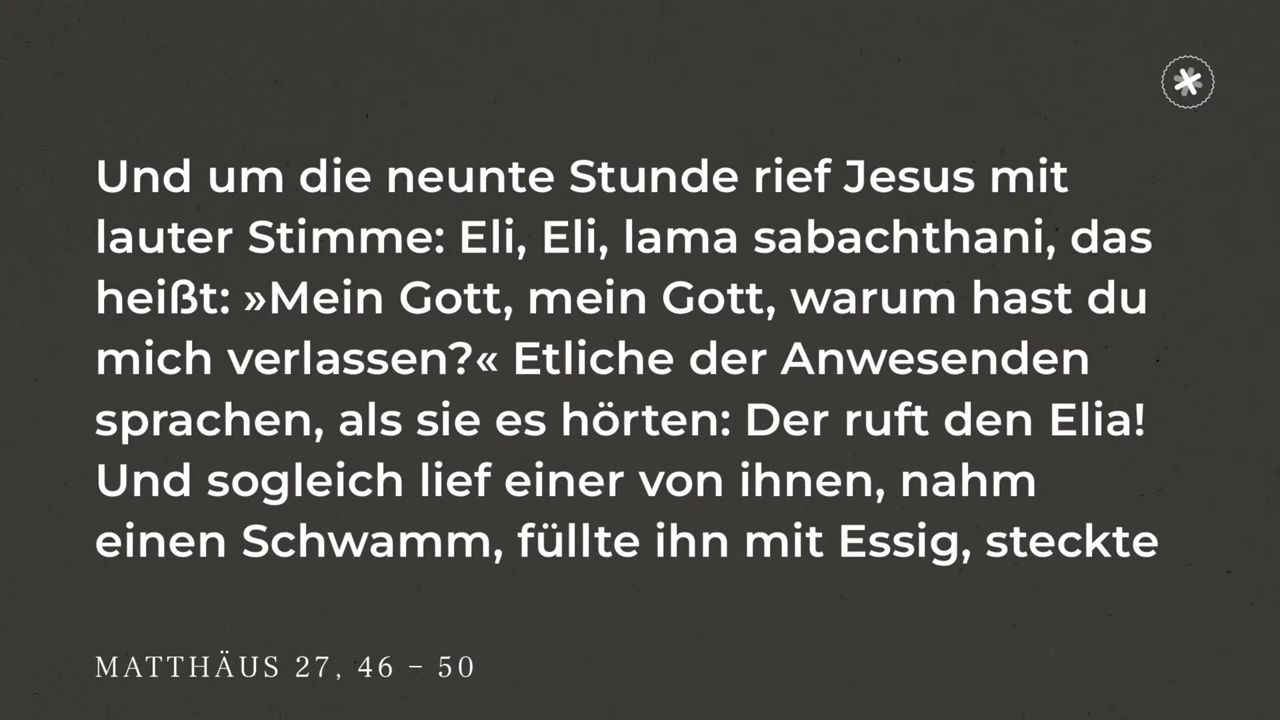 Und um die neunte Stunde rief Jesus mit
lauter Stimme: Eli, Eli, lama sabachthani, das
heißt: »Mein Gott, mein Gott, warum hast du
mich verlassen?« Etliche der Anwesenden
sprachen, als sie es hörten: Der ruft den Elia!
Und sogleich lief einer von ihnen, nahm
einen Schwamm, füllte ihn mit Essig, steckte
MATTHÄUS 27, 46 – 50